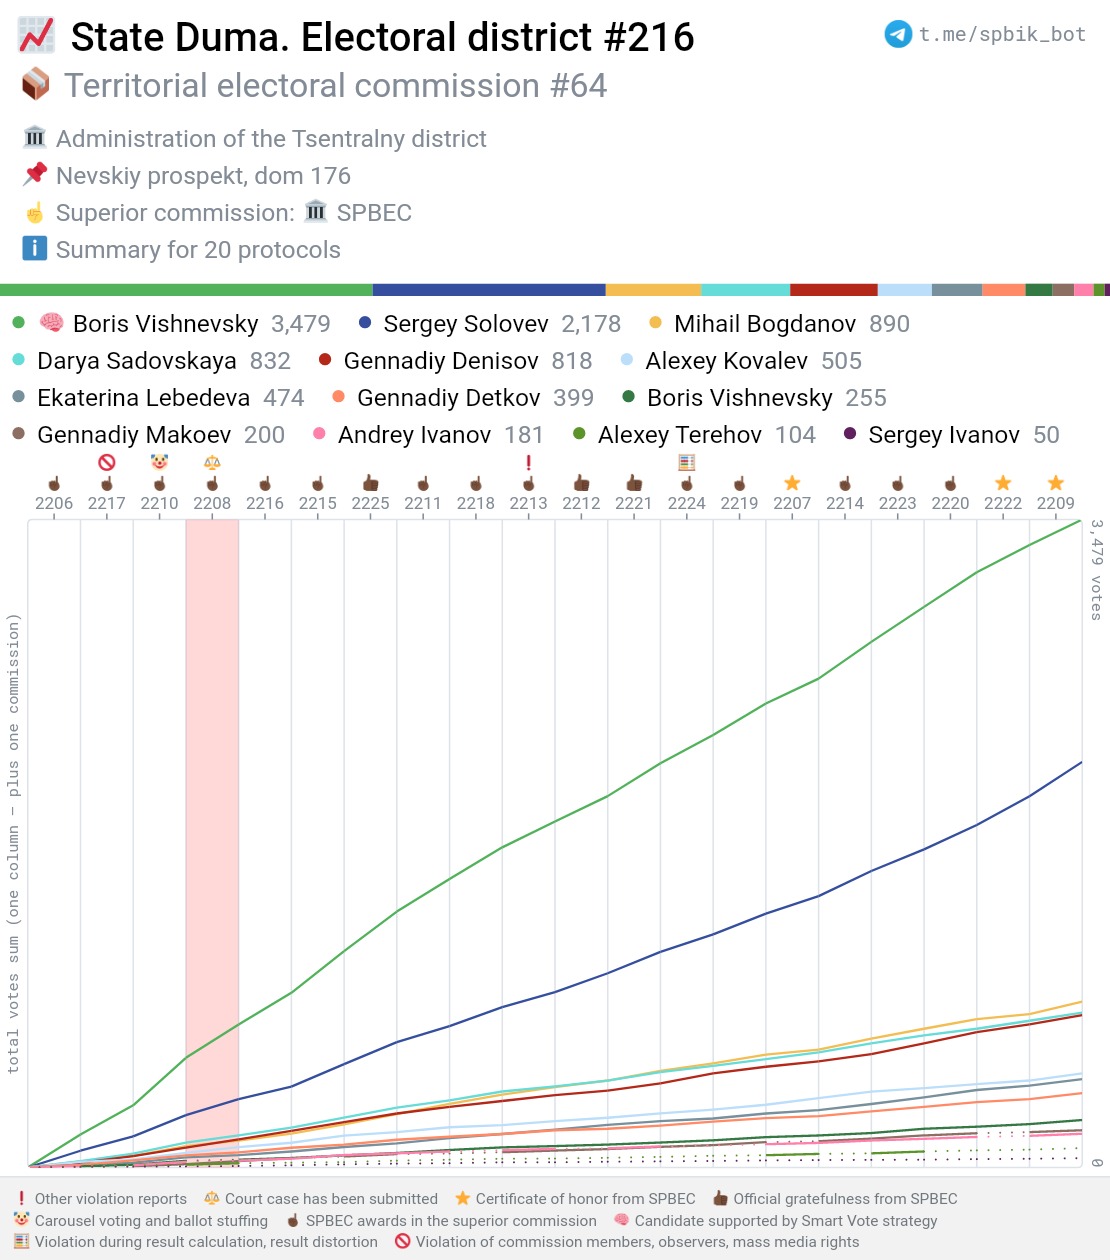 State Duma. Electoral district #216
t.me/spbik_bot
Territorial electoral commission #64
Administration of the Tsentralny district
Nevskiy prospekt, dom 176
Superior commission: SPBEC
Summary for 20 protocols
Boris Vishnevsky 3,479 Sergey Solovev 2,178 Mihail Bogdanov 890
Darya Sadovskaya 832 Gennadiy Denisov 818 Alexey Kovalev 505
Ekaterina Lebedeva 474 Gennadiy Detkov 399 Boris Vishnevsky 255
Gennadiy Makoev 200 Andrey Ivanov 181 Alexey Terehov 104 Sergey Ivanov 50
2206 2217 2210 2208 2216 2215 2225 2211 2218 2213 2212 2221 2224 2219 2207 2214 2223 2220 2222 2209
3,479 votes
total votes sum (one column – plus one commission)
0
Other violation reports Court case has been submitted Certificate of honor from SPBEC Official gratefulness from SPBEC
Carousel voting and ballot stuffing SPBEC awards in the superior commission Candidate supported by Smart Vote strategy
Violation during result calculation, result distortion Violation of commission members, observers, mass media rights